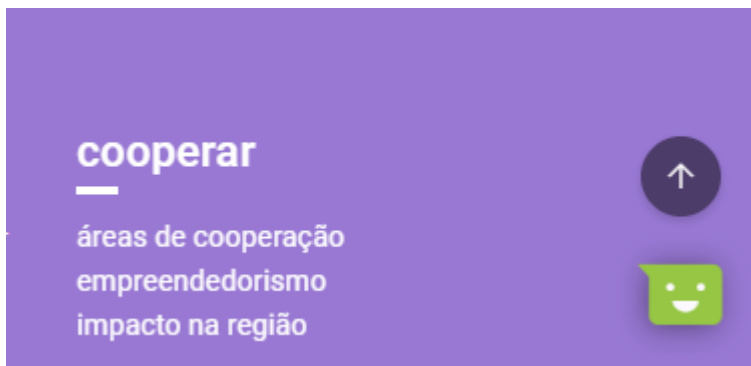 cooperar
áreas de cooperação
empreendedorismo
impacto na região